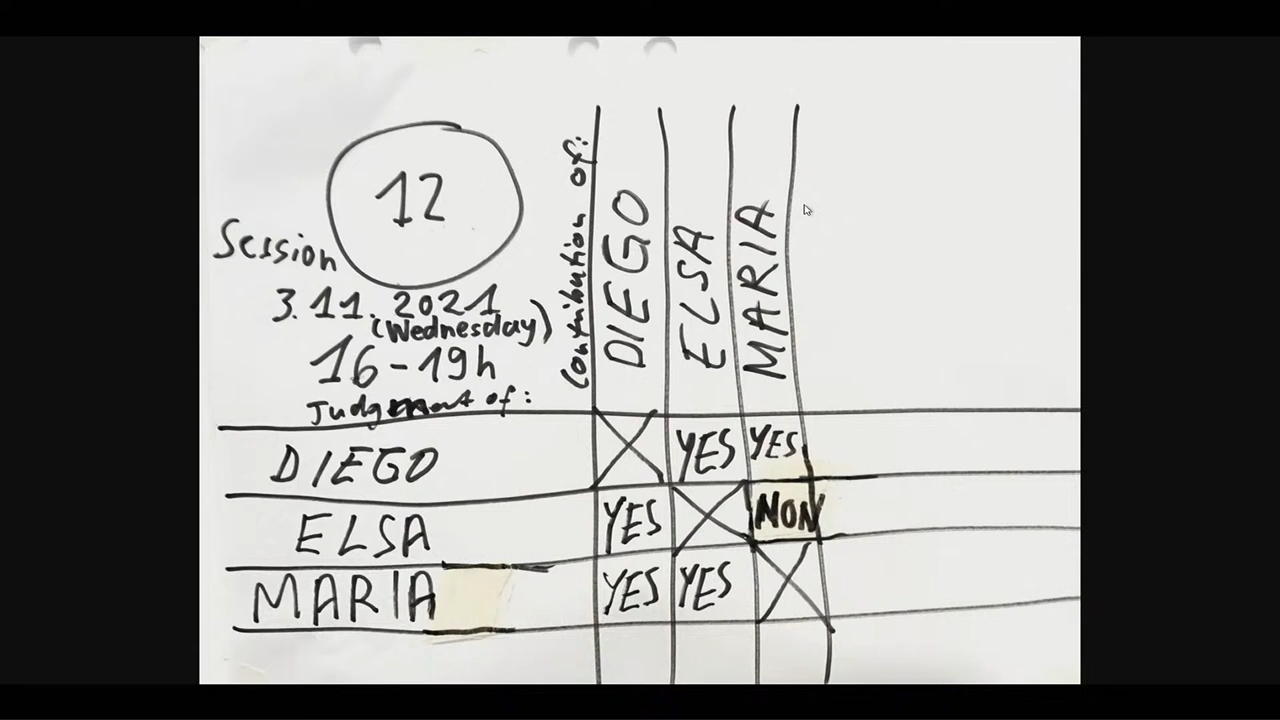 12
Session
3.11.2021
(Wednesday)
16-19h
Judgment of:
Contribution of:
DIEGO
ELSA
MARIA
DIEGO YES YES
ELSA YES NON
MARIA YES YES